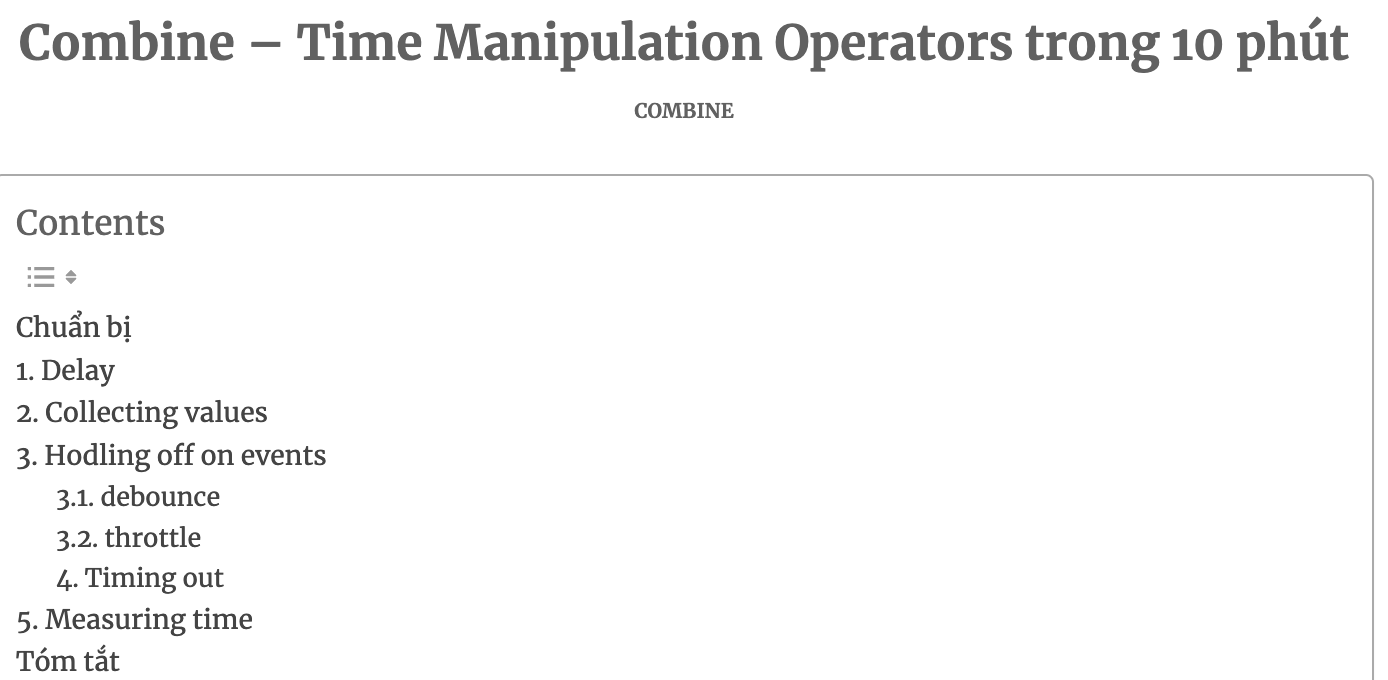 Combine – Time Manipulation Operators trong 10 phút
COMBINE
Contents
Chuẩn bị
1. Delay
2. Collecting values
3. Hodling off on events
3.1. debounce
3.2. throttle
4. Timing out
5. Measuring time
Tóm tắt